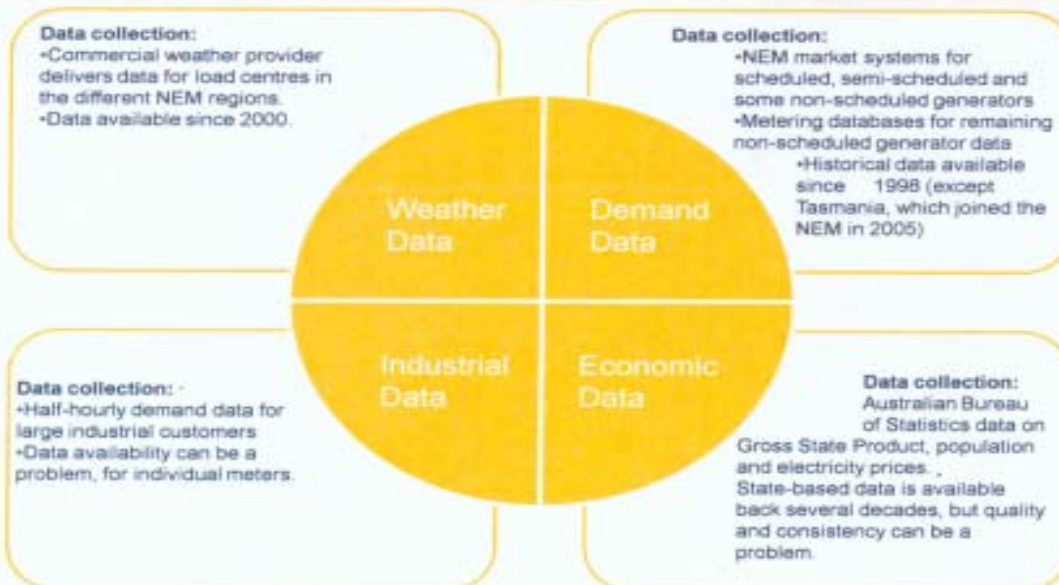 Data collection:
•Commercial weather provider
delivers data for load centres in
the different NEM regions.
•Data available since 2000.
Data collection:
•NEM market systems for
scheduled, semi-scheduled and
some non-scheduled generators
•Metering databases for remaining
non-scheduled generator data
•Historical data available
since 1998 (except
Tasmania, which joined the
NEM in 2005)
Weather
Data
Demand
Data
Industrial
Data
Economic
Data
Data collection:
•Half-hourly demand data for
large industrial customers
•Data availability can be a
problem, for individual meters.
Data collection:
Australian Bureau
of Statistics data on
Gross State Product, population
and electricity prices.
State-based data is available
back several decades, but quality
and consistency can be a
problem.